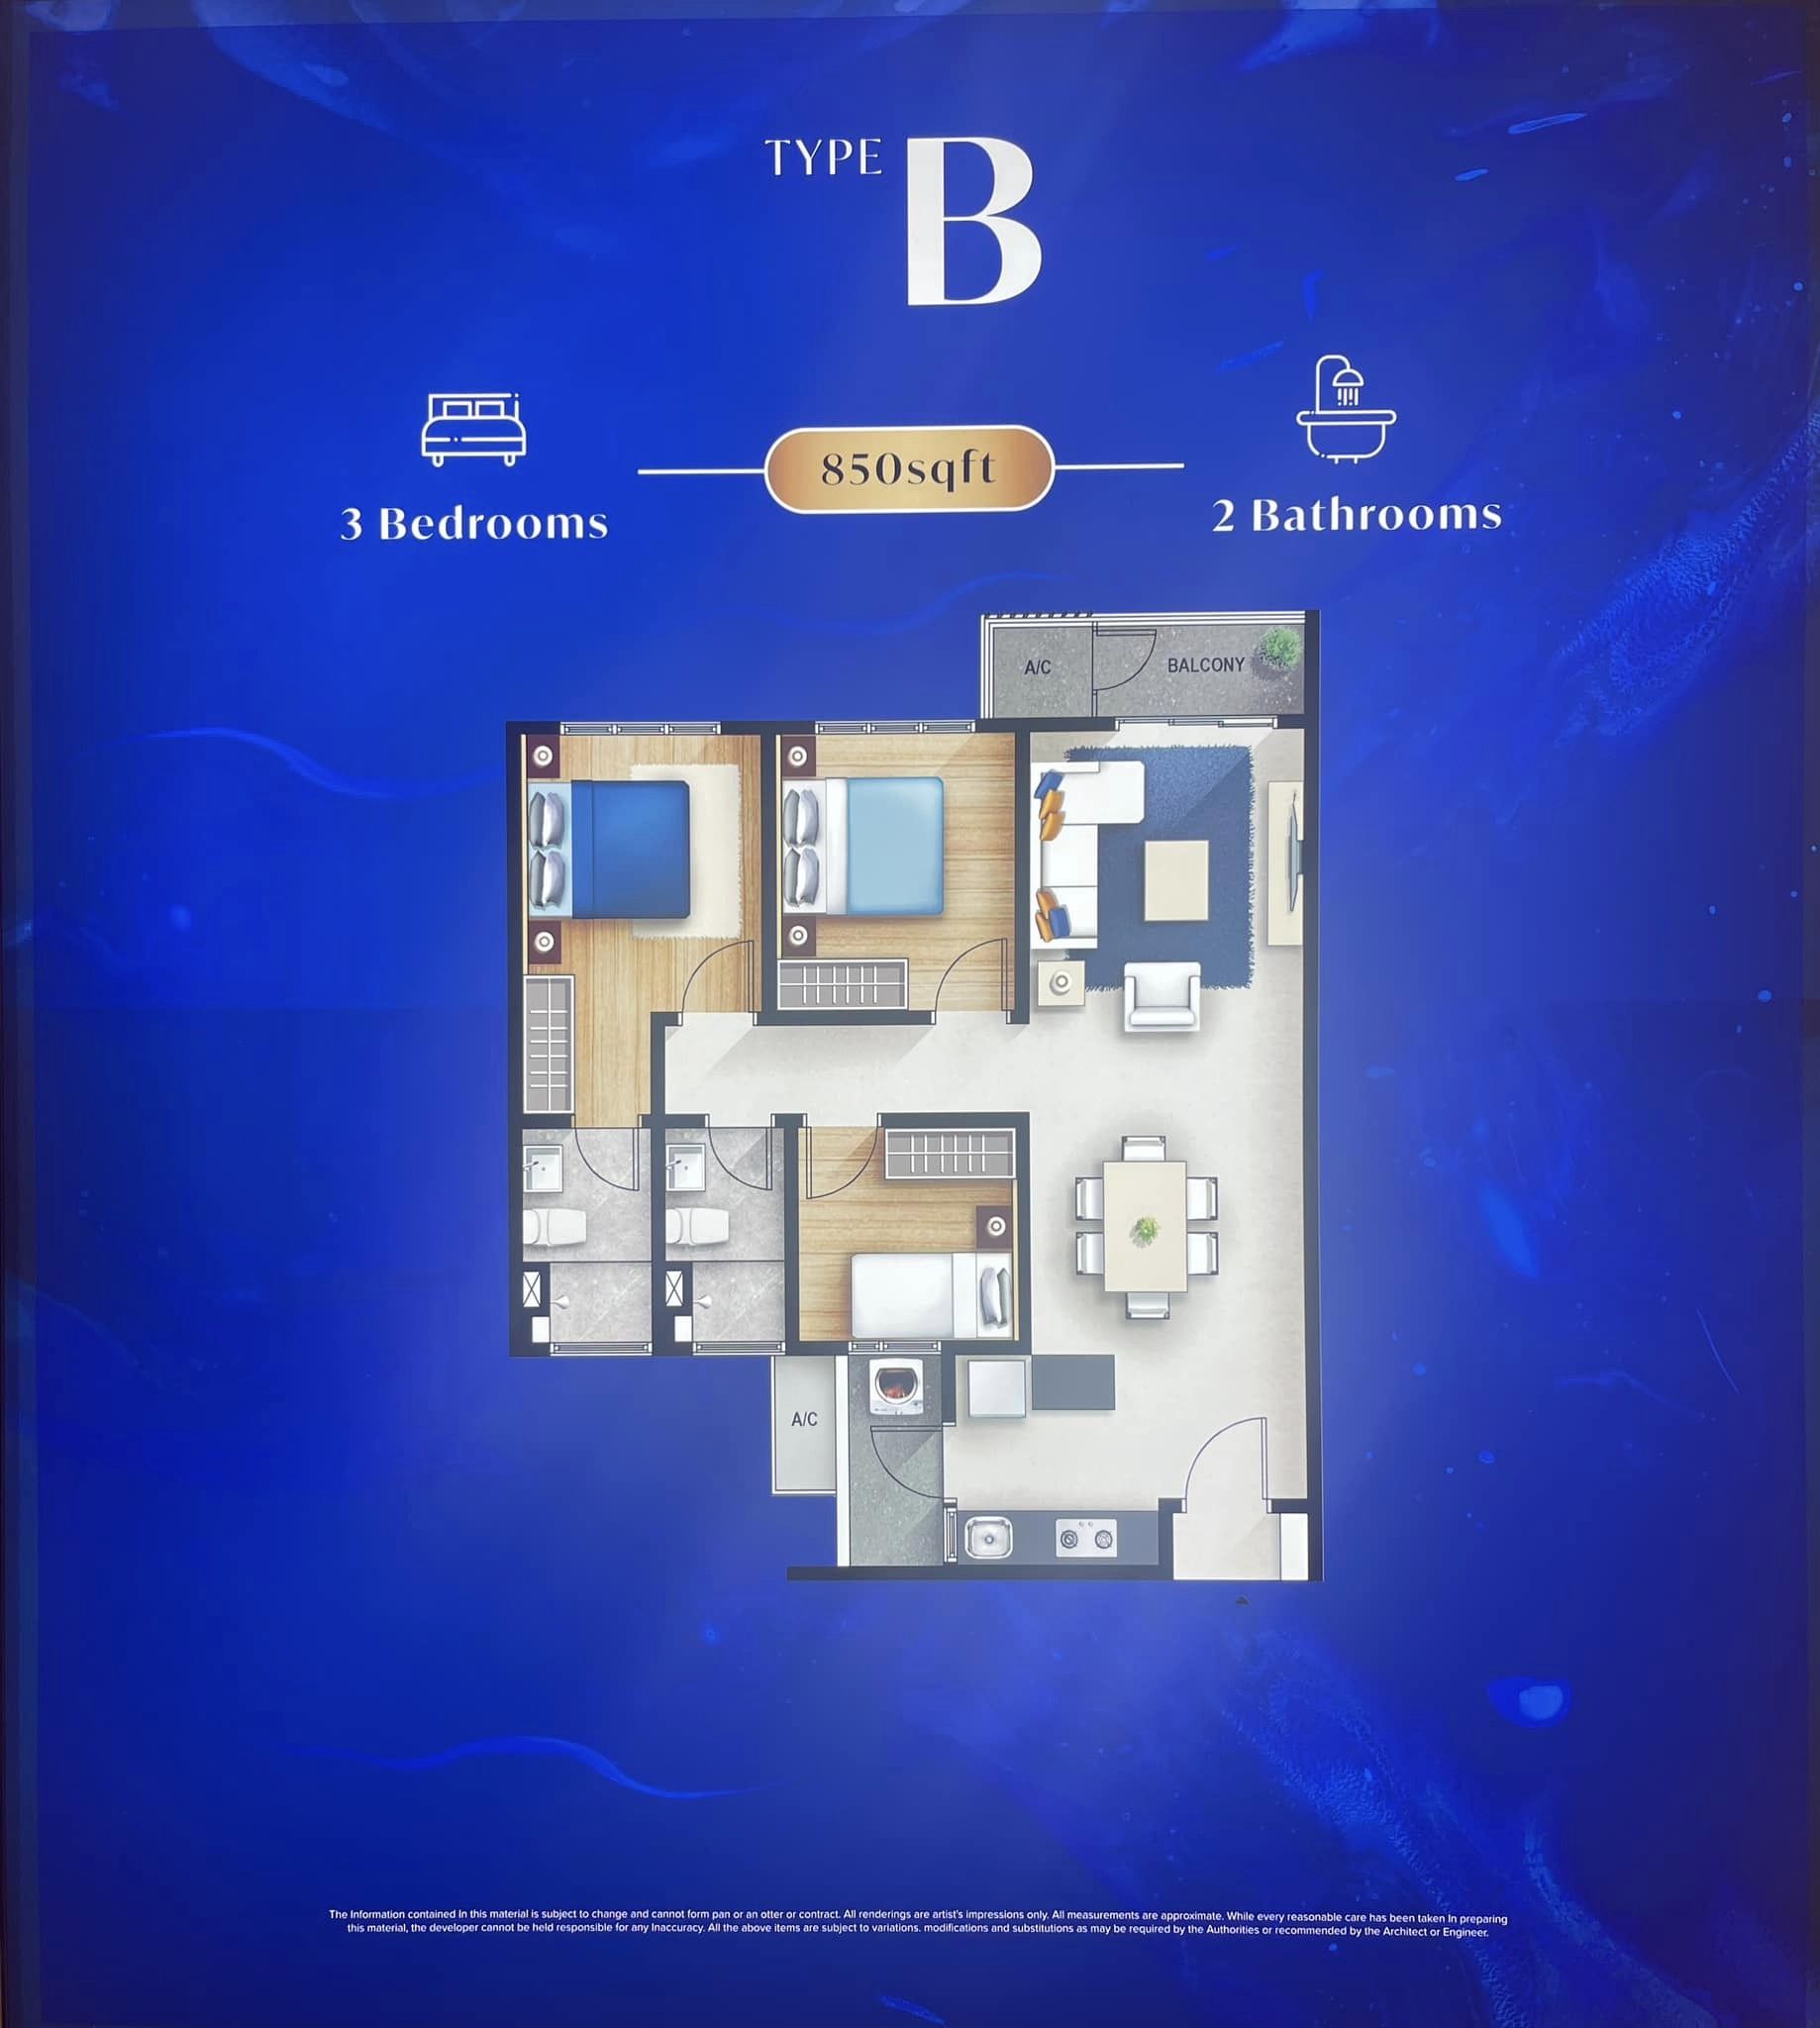 TYPE B
850sqft
3 Bedrooms
2 Bathrooms
A/C
BALCONY
A/C
The Information contained In this material is subject to change and cannot form pan or an otter or contract. All renderings are artist's impressions only. All measurements are approximate. While every reasonable care has been taken In preparing
this material, the developer cannot be held responsible for any Inaccuracy. All the above items are subject to variations. modifications and substitutions as may be required by the Authorities or recommended by the Architect or Engineer.